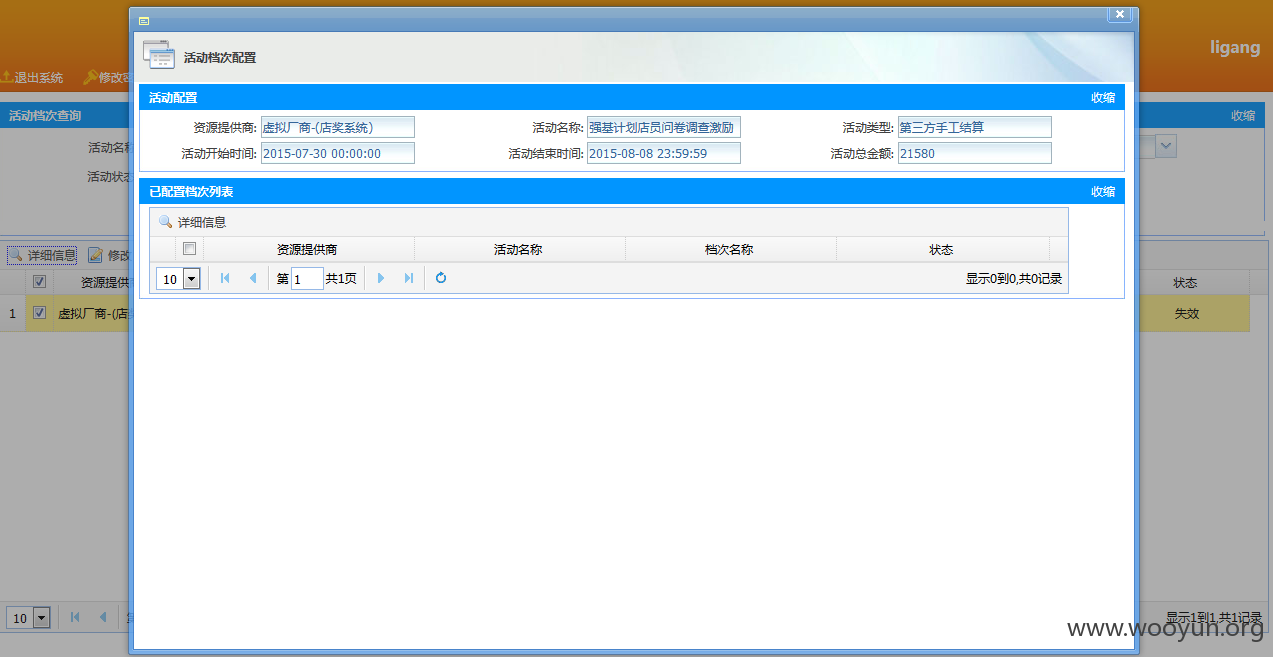 ligang
退出系统 修改密
活动档次查询 收缩
活动名称
活动状态
详细信息 修改
资源提供 状态
1 虚拟厂商-(店 失效
10 显示1到1,共1记录
活动档次配置
活动配置 收缩
资源提供商: 虚拟厂商-(店奖系统) 活动名称: 强基计划店员问卷调查激励 活动类型: 第三方手工结算
活动开始时间: 2015-07-30 00:00:00 活动结束时间: 2015-08-08 23:59:59 活动总金额: 21580
已配置档次列表 收缩
详细信息
资源提供商 活动名称 档次名称 状态
10 第 1 共1页 显示0到0,共0记录
www.wooyun.org